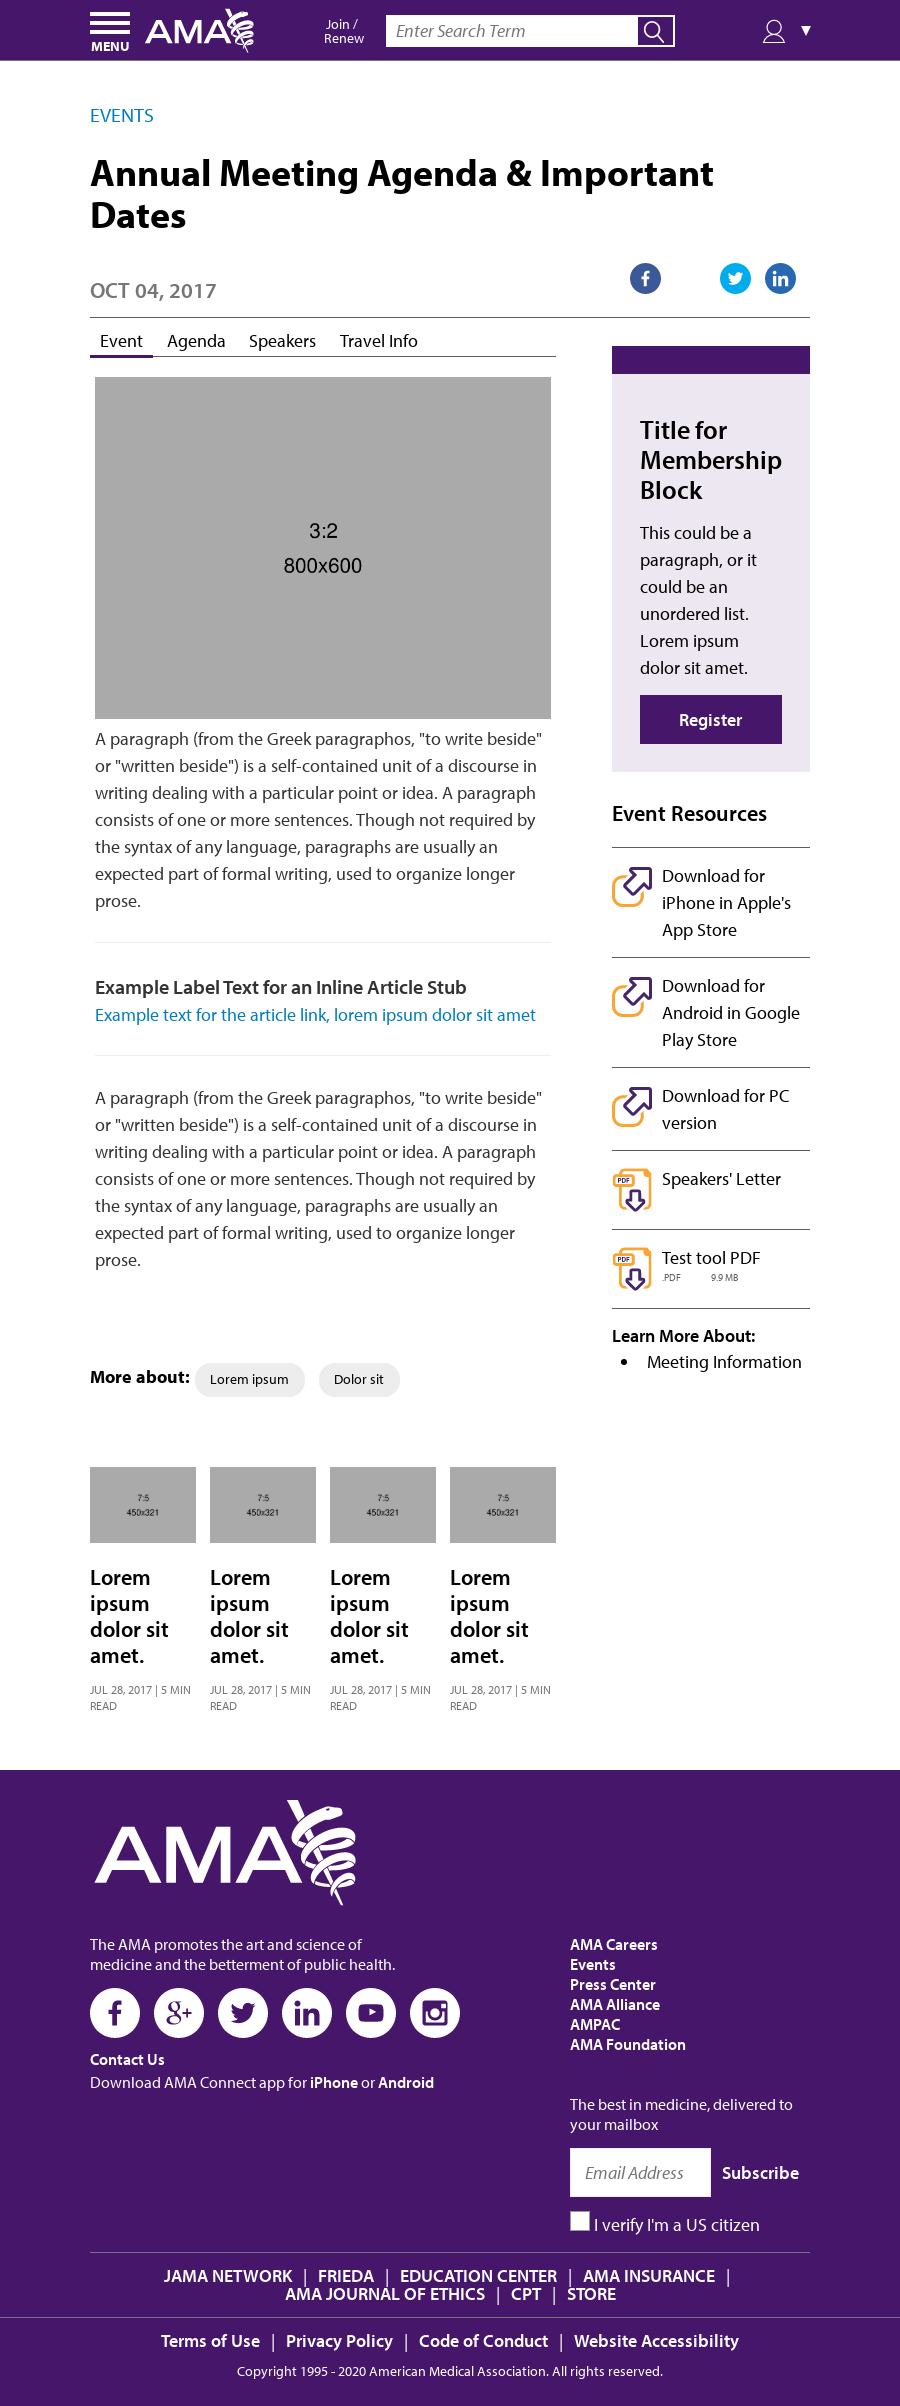 MENU
AMA
Join /
Renew
Enter Search Term
▼
EVENTS
Annual Meeting Agenda & Important
Dates
OCT 04, 2017
Event Agenda Speakers Travel Info
3:2
800x600
A paragraph (from the Greek paragraphos, "to write beside"
or "written beside") is a self-contained unit of a discourse in
writing dealing with a particular point or idea. A paragraph
consists of one or more sentences. Though not required by
the syntax of any language, paragraphs are usually an
expected part of formal writing, used to organize longer
prose.
Example Label Text for an Inline Article Stub
Example text for the article link, lorem ipsum dolor sit amet
A paragraph (from the Greek paragraphos, "to write beside"
or "written beside") is a self-contained unit of a discourse in
writing dealing with a particular point or idea. A paragraph
consists of one or more sentences. Though not required by
the syntax of any language, paragraphs are usually an
expected part of formal writing, used to organize longer
prose.
More about: Lorem ipsum Dolor sit
Title for
Membership
Block
This could be a
paragraph, or it
could be an
unordered list.
Lorem ipsum
dolor sit amet.
Register
Event Resources
Download for
iPhone in Apple's
App Store
Download for
Android in Google
Play Store
Download for PC
version
PDF
Speakers' Letter
PDF
Test tool PDF
.PDF 9.9 MB
Learn More About:
• Meeting Information
7:5
450x321
Lorem
ipsum
dolor sit
amet.
JUL 28, 2017 | 5 MIN
READ
7:5
450x321
Lorem
ipsum
dolor sit
amet.
JUL 28, 2017 | 5 MIN
READ
7:5
450x321
Lorem
ipsum
dolor sit
amet.
JUL 28, 2017 | 5 MIN
READ
7:5
450x321
Lorem
ipsum
dolor sit
amet.
JUL 28, 2017 | 5 MIN
READ
AMA
The AMA promotes the art and science of
medicine and the betterment of public health.
Contact Us
Download AMA Connect app for iPhone or Android
AMA Careers
Events
Press Center
AMA Alliance
AMPAC
AMA Foundation
The best in medicine, delivered to
your mailbox
Email Address Subscribe
I verify I'm a US citizen
JAMA NETWORK | FRIEDA | EDUCATION CENTER | AMA INSURANCE |
AMA JOURNAL OF ETHICS | CPT | STORE
Terms of Use | Privacy Policy | Code of Conduct | Website Accessibility
Copyright 1995 - 2020 American Medical Association. All rights reserved.